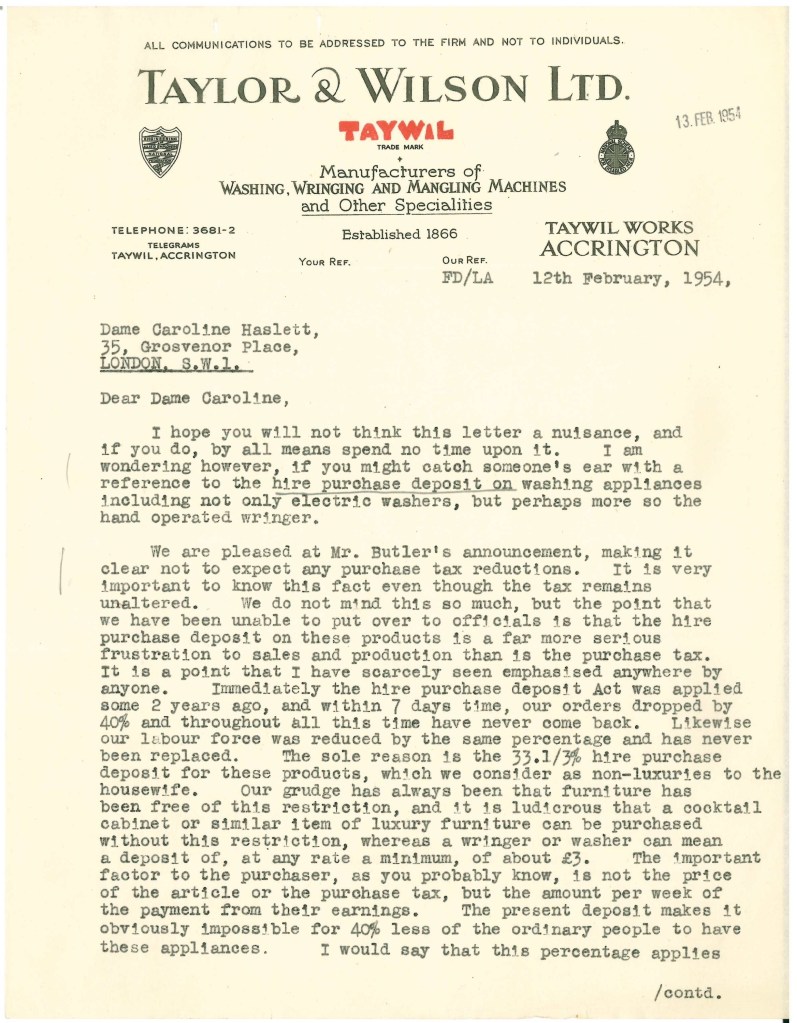 ALL COMMUNICATIONS TO BE ADDRESSED TO THE FIRM AND NOT TO INDIVIDUALS.
TAYLOR & WILSON LTD.
13. FEB. 1954
TAYWIL
TRADE MARK
Manufacturers of
WASHING, WRINGING AND MANGLING MACHINES
and Other Specialities
TELEPHONE: 3681-2
TELEGRAMS
TAYWIL, ACCRINGTON
Established 1866
TAYWIL WORKS
ACCRINGTON
YOUR REF.
OUR REF.
FD/LA
12th February, 1954,
Dame Caroline Haslett,
35, Grosvenor Place,
LONDON. S.W.1.
Dear Dame Caroline,
I hope you will not think this letter a nuisance, and
if you do, by all means spend no time upon it. I am
wondering however, if you might catch someone's ear with a
reference to the hire purchase deposit on washing appliances
including not only electric washers, but perhaps more so the
hand operated wringer.
We are pleased at Mr. Butler's announcement, making it
clear not to expect any purchase tax reductions. It is very
important to know this fact even though the tax remains
unaltered. We do not mind this so much, but the point that
we have been unable to put over to officials is that the hire
purchase deposit on these products is a far more serious
frustration to sales and production than is the purchase tax.
It is a point that I have scarcely seen emphasised anywhere by
anyone. Immediately the hire purchase deposit Act was applied
some 2 years ago, and within 7 days time, our orders dropped by
40% and throughout all this time have never come back. Likewise
our labour force was reduced by the same percentage and has never
been replaced. The sole reason is the 33.1/3% hire purchase
deposit for these products, which we consider as non-luxuries to the
housewife. Our grudge has always been that furniture has
been free of this restriction, and it is ludicrous that a cocktail
cabinet or similar item of luxury furniture can be purchased
without this restriction, whereas a wringer or washer can mean
a deposit of, at any rate a minimum, of about £3. The important
factor to the purchaser, as you probably know, is not the price
of the article or the purchase tax, but the amount per week of
the payment from their earnings. The present deposit makes it
obviously impossible for 40% less of the ordinary people to have
these appliances. I would say that this percentage applies
/contd.